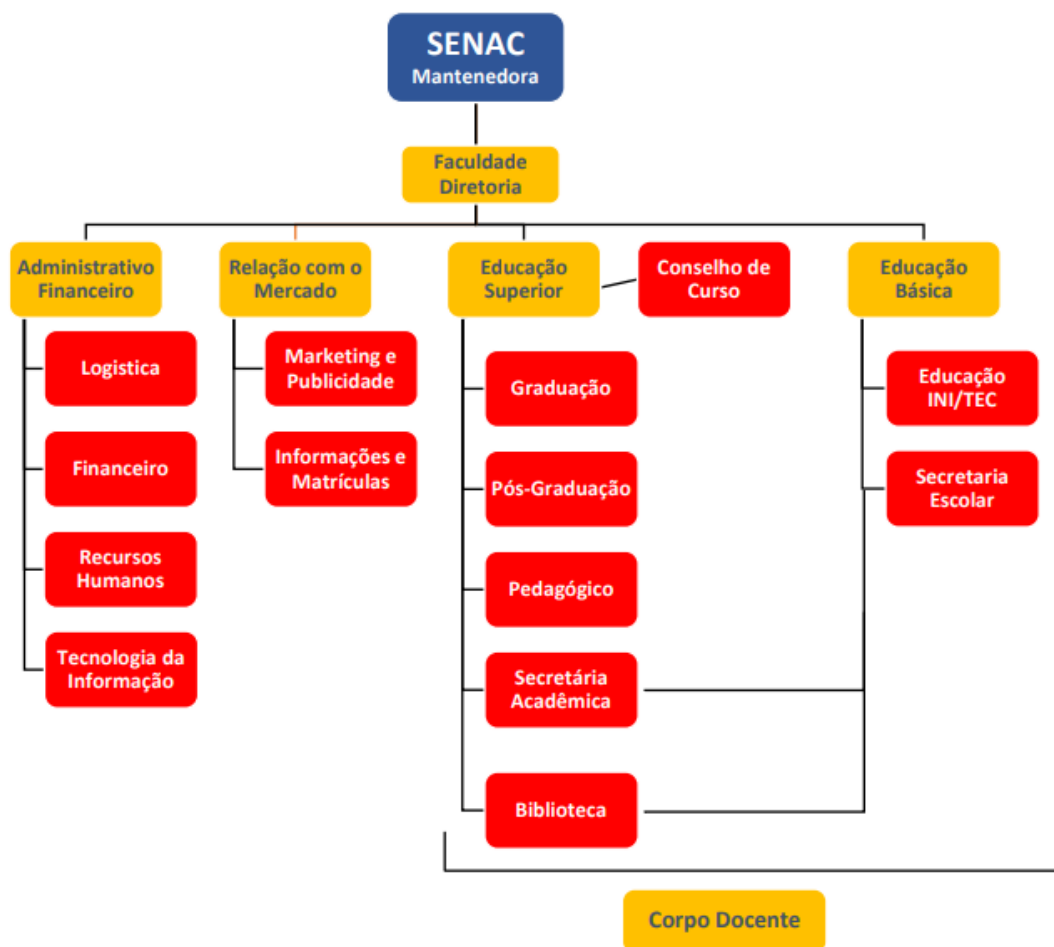 SENAC
Mantenedora
Faculdade
Diretoria
Administrativo
Financeiro
Relação com o
Mercado
Educação
Superior
Conselho de
Curso
Educação
Básica
Logistica
Financeiro
Recursos
Humanos
Tecnologia da
Informação
Marketing e
Publicidade
Informações e
Matrículas
Graduação
Pós-Graduação
Pedagógico
Secretária
Acadêmica
Biblioteca
Educação
INI/TEC
Secretaria
Escolar
Corpo Docente